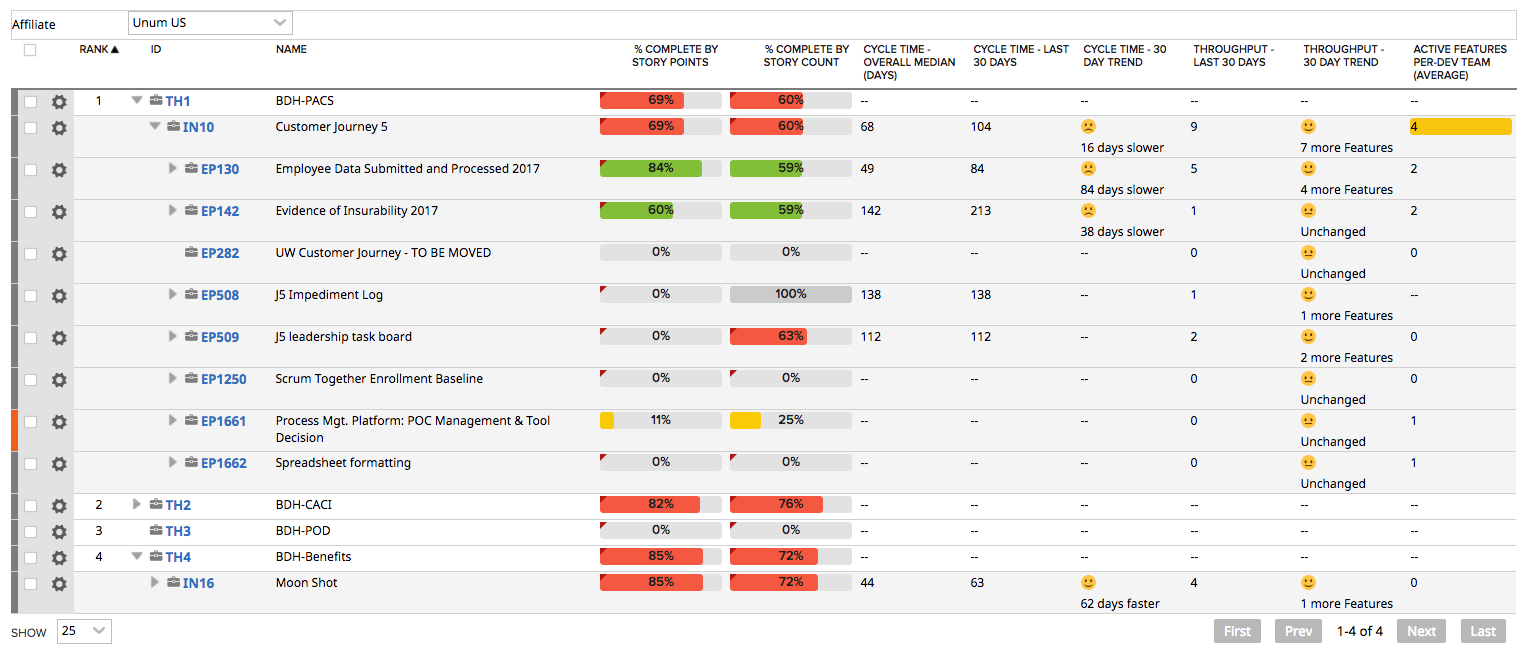 Affiliate Unum US
RANK ▲ ID NAME % COMPLETE BY STORY POINTS % COMPLETE BY STORY COUNT CYCLE TIME - OVERALL MEDIAN (DAYS) CYCLE TIME - LAST 30 DAYS CYCLE TIME - 30 DAY TREND THROUGHPUT - LAST 30 DAYS THROUGHPUT - 30 DAY TREND ACTIVE FEATURES PER-DEV TEAM (AVERAGE)
1 TH1 BDH-PACS 69% 60% -- -- -- -- -- --
IN10 Customer Journey 5 69% 60% 68 104 9 4
16 days slower 7 more Features
EP130 Employee Data Submitted and Processed 2017 84% 59% 49 84 5 2
84 days slower 4 more Features
EP142 Evidence of Insurability 2017 60% 59% 142 213 1 2
38 days slower Unchanged
EP282 UW Customer Journey - TO BE MOVED 0% 0% -- -- -- 0 0
Unchanged
EP508 J5 Impediment Log 0% 100% 138 138 -- 1 --
1 more Features
EP509 J5 leadership task board 0% 63% 112 112 -- 2 0
2 more Features
EP1250 Scrum Together Enrollment Baseline 0% 0% -- -- -- 0 0
Unchanged
EP1661 Process Mgt. Platform: POC Management & Tool 11% 25% -- -- -- 0 1
Decision Unchanged
EP1662 Spreadsheet formatting 0% 0% -- -- -- 0 1
Unchanged
2 TH2 BDH-CACI 82% 76% -- -- -- -- -- --
3 TH3 BDH-POD 0% 0% -- -- -- -- -- --
4 TH4 BDH-Benefits 85% 72% -- -- -- -- -- --
IN16 Moon Shot 85% 72% 44 63 4 0
62 days faster 1 more Features
SHOW 25 First Prev 1-4 of 4 Next Last